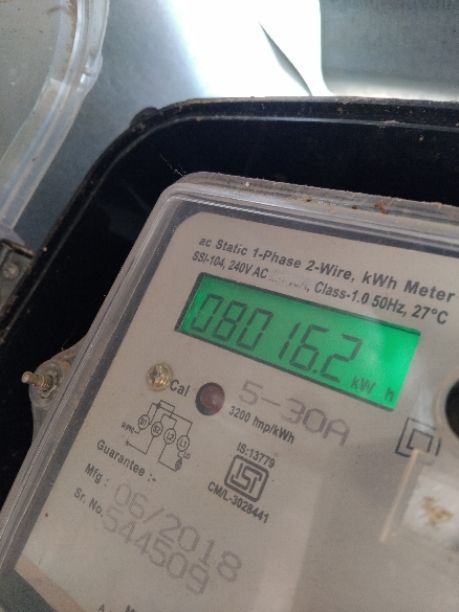 ac Static 1-Phase 2-Wire, kWh Meter
SSI-104, 240V AC Class-1.0 50Hz, 27°C
08016.2 kWh
Cal
5-30A
3200 Imp/kWh
IS:13779
CM/L-3028441
Guarantee :-
Mfg : 06/2018
Sr. No. 544509